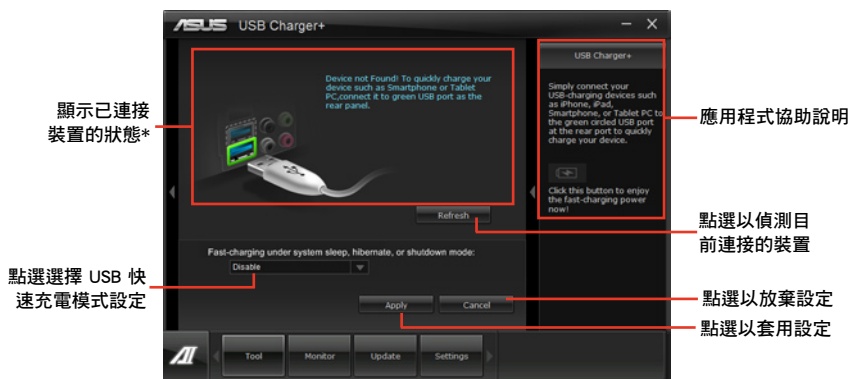 ASUS USB Charger+
顯示已連接
裝置的狀態*
Device not Found! To quickly charge your
device such as Smartphone or Tablet
PC,connect it to green USB port as the
rear panel.
USB Charger+
Simply connect your
USB-charging devices such
as iPhone, iPad,
Smartphone, or Tablet PC to
the green circled USB port
at the rear port to quickly
charge your device.
Click this button to enjoy
the fast-charging power
now!
應用程式協助說明
Refresh
點選以偵測目
前連接的裝置
Fast-charging under system sleep, hibernate, or shutdown mode:
Disable
點選選擇 USB 快
速充電模式設定
Apply
Cancel
點選以放棄設定
點選以套用設定
AI
Tool
Monitor
Update
Settings